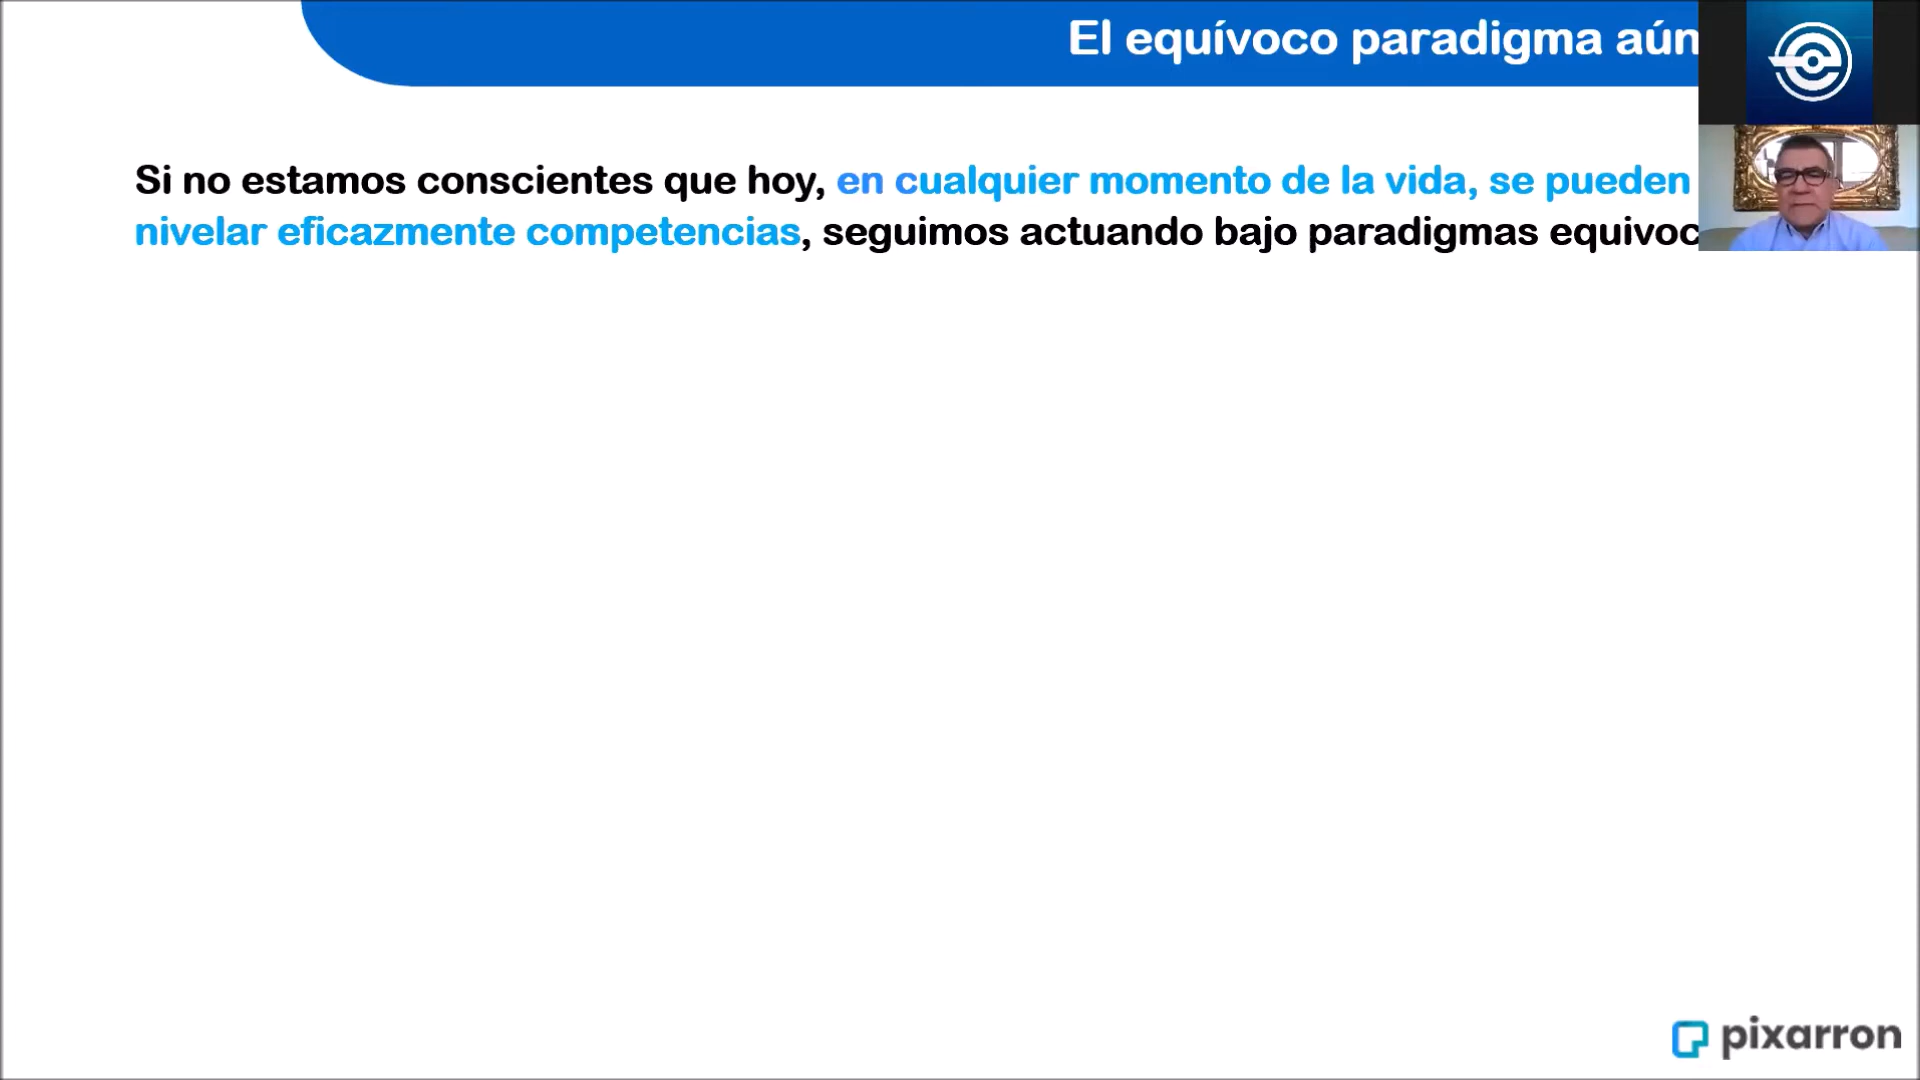 El equívoco paradigma aún
Si no estamos conscientes que hoy, en cualquier momento de la vida, se pueden
nivelar eficazmente competencias, seguimos actuando bajo paradigmas equivoc
pixarron